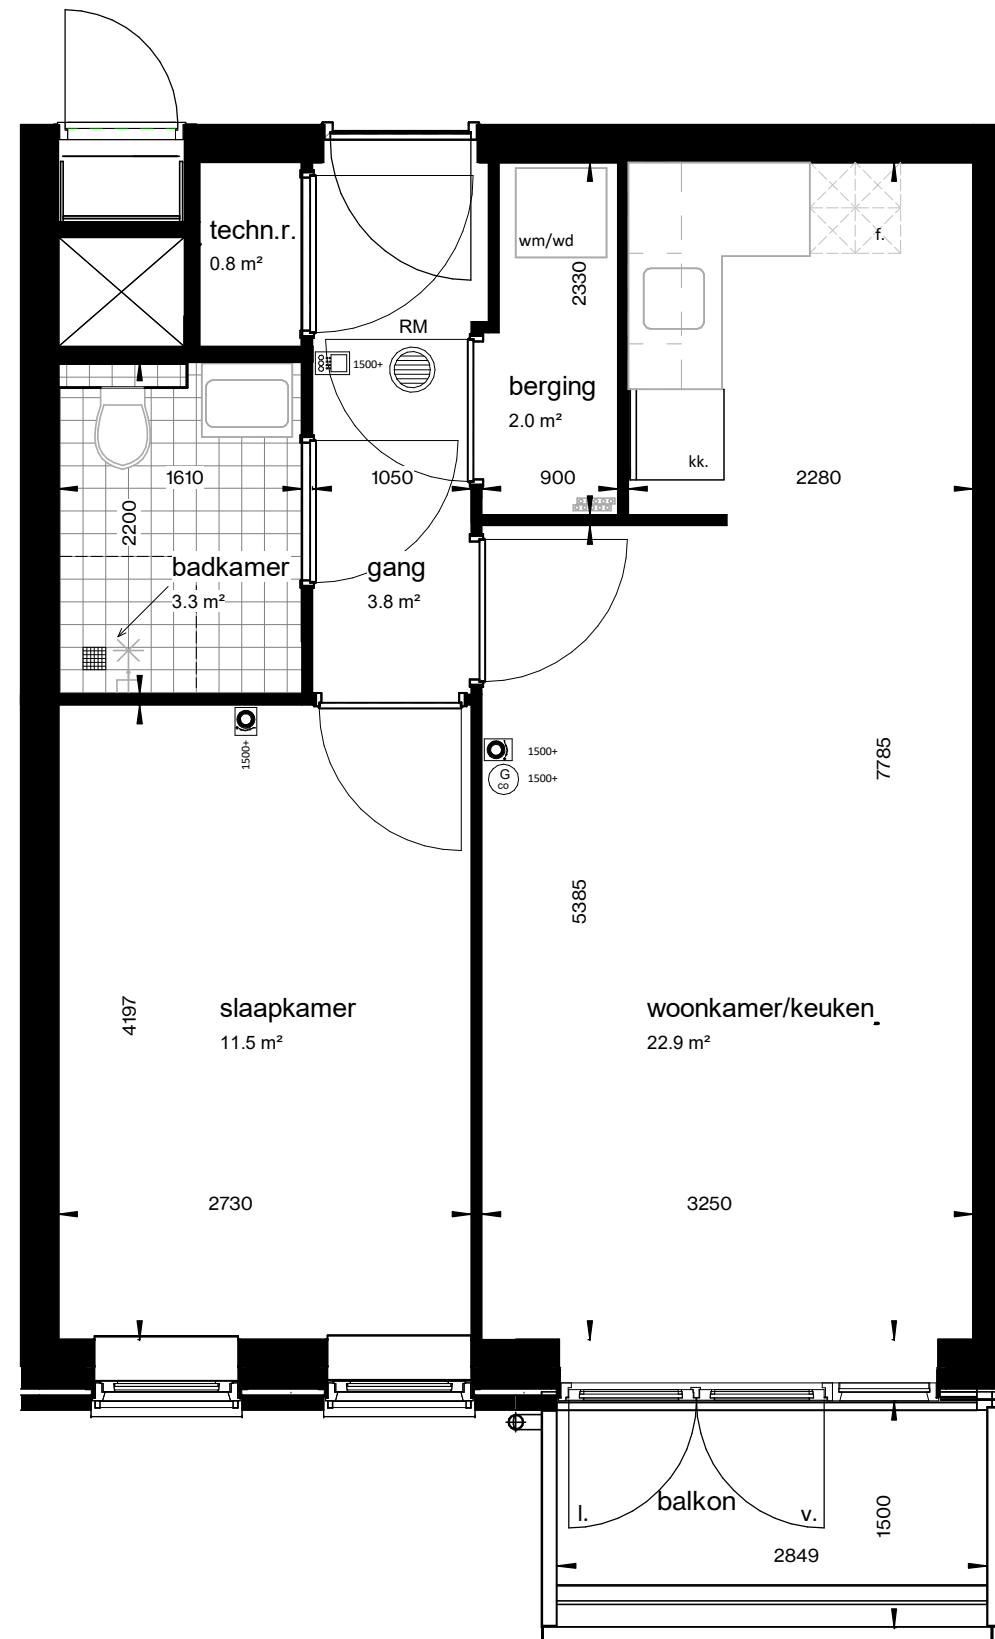 techn.r.
0.8 m²
wm/wd
2330
f.
RM
1500+
berging
2.0 m²
kk.
1610
1050
900
2280
2200
badkamer
3.3 m²
gang
3.8 m²
1500+
1500+
G
co
1500+
7785
5385
4197
slaapkamer
11.5 m²
woonkamer/keuken
22.9 m²
2730
3250
l.
balkon
v.
1500
2849